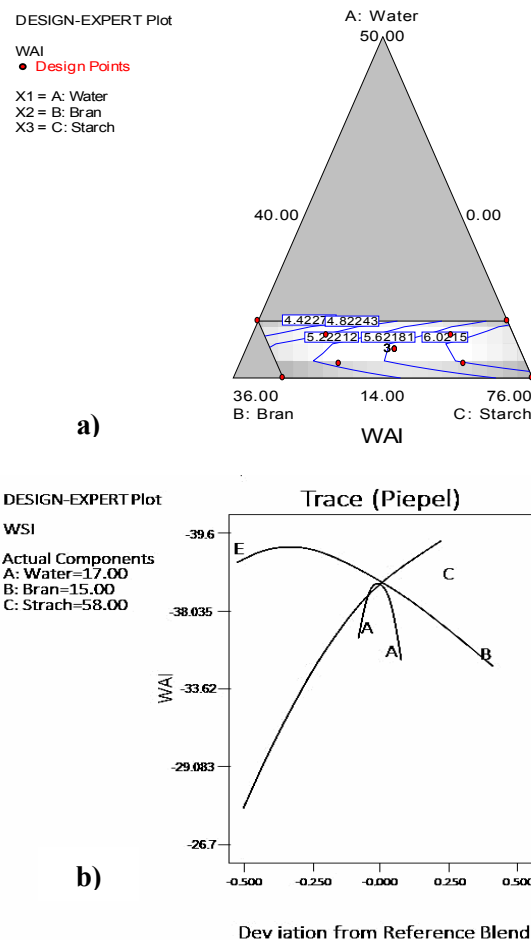 DESIGN-EXPERT Plot
WAI
Design Points
X1 = A: Water
X2 = B: Bran
X3 = C: Starch
A: Water
50.00
40.00
0.00
4.82243
5.22212
5.62181
6.0215
3
36.00
14.00
76.00
B: Bran
C: Starch
WAI
a)
DESIGN-EXPERT Plot
WSI
Actual Components
A: Water=17.00
B: Bran=15.00
C: Strach=58.00
Trace (Piepel)
WAI
-39.6
-38.035
-33.62
-29.083
-26.7
E
C
A
A
B
-0.500
-0.250
-0.000
0.250
0.500
b)
Dev iation from Reference Blend